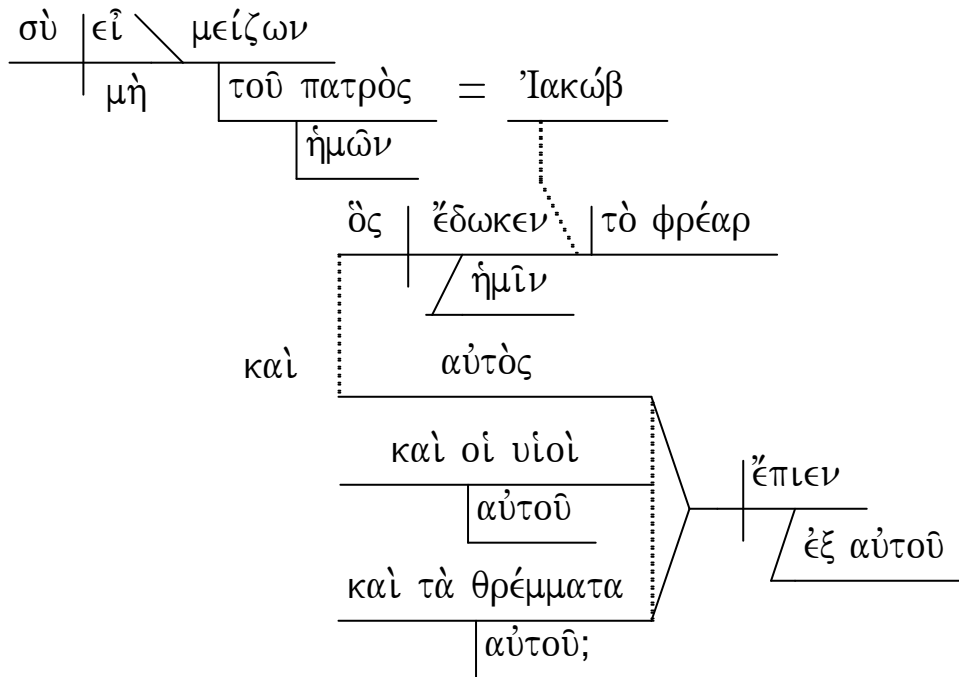 σὺ εἶ μείζων
μὴ τοῦ πατρὸς = Ἰακώβ
ἡμῶν
ὃς ἔδωκεν τὸ φρέαρ
ἡμῖν
καὶ αὐτὸς
καὶ οἱ υἱοὶ
ἔπιεν
αὐτοῦ
ἐξ αὐτοῦ
καὶ τὰ θρέμματα
αὐτοῦ;